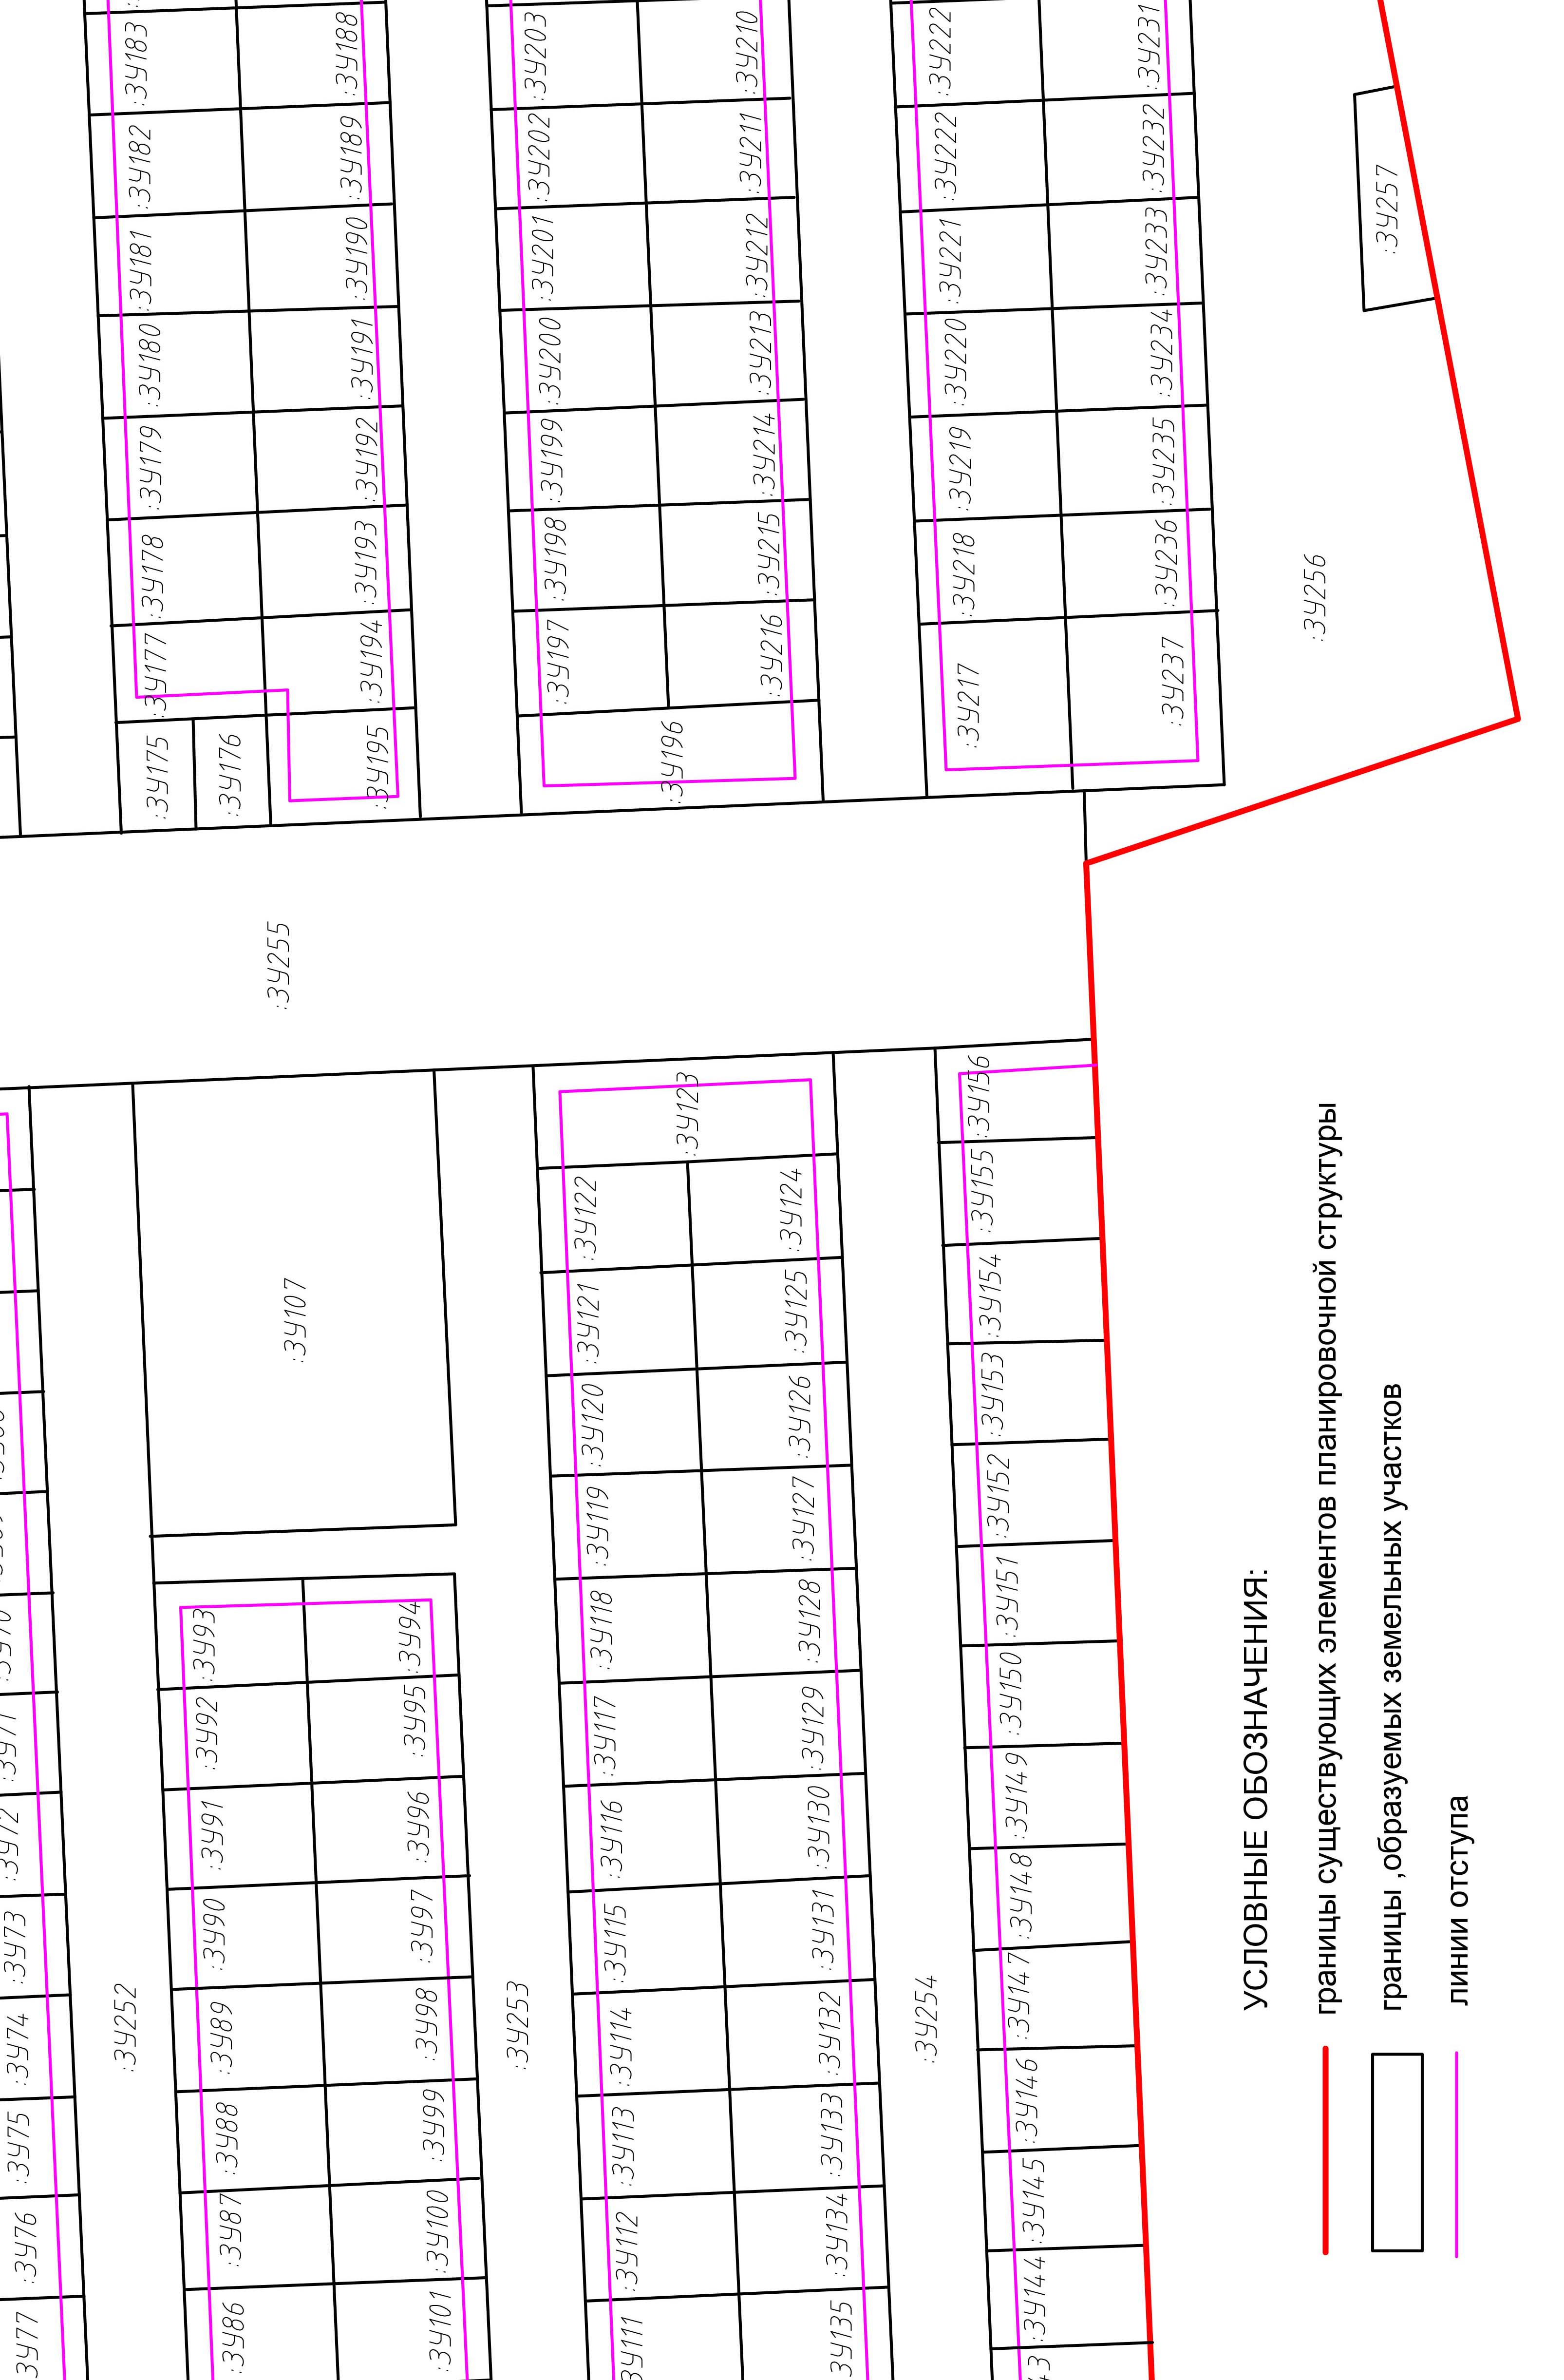 :ЗУ183
:ЗУ182
:ЗУ181
:ЗУ180
:ЗУ179
:ЗУ178
:ЗУ177
:ЗУ175
:ЗУ176
:ЗУ188
:ЗУ189
:ЗУ190
:ЗУ191
:ЗУ192
:ЗУ193
:ЗУ194
:ЗУ195
:ЗУ203
:ЗУ202
:ЗУ201
:ЗУ200
:ЗУ199
:ЗУ198
:ЗУ197
:ЗУ196
:ЗУ210
:ЗУ211
:ЗУ212
:ЗУ213
:ЗУ214
:ЗУ215
:ЗУ216
:ЗУ222
:ЗУ222
:ЗУ221
:ЗУ220
:ЗУ219
:ЗУ218
:ЗУ217
:ЗУ231
:ЗУ232
:ЗУ233
:ЗУ234
:ЗУ235
:ЗУ236
:ЗУ237
:ЗУ257
:ЗУ256
:ЗУ255
:ЗУ72
:ЗУ73
:ЗУ74
:ЗУ75
:ЗУ76
ЗУ77
:ЗУ252
:ЗУ107
:ЗУ93
:ЗУ92
:ЗУ91
:ЗУ90
:ЗУ89
:ЗУ88
:ЗУ87
:ЗУ86
:ЗУ94
:ЗУ95
:ЗУ96
:ЗУ97
:ЗУ98
:ЗУ99
:ЗУ100
:ЗУ101
:ЗУ253
:ЗУ123
:ЗУ122
:ЗУ121
:ЗУ120
:ЗУ119
:ЗУ118
:ЗУ117
:ЗУ116
:ЗУ115
:ЗУ114
:ЗУ113
:ЗУ112
ЗУ111
:ЗУ124
:ЗУ125
:ЗУ126
:ЗУ127
:ЗУ128
:ЗУ129
:ЗУ130
:ЗУ131
:ЗУ132
:ЗУ133
:ЗУ134
ЗУ135
:ЗУ254
:ЗУ156
:ЗУ155
:ЗУ154
:ЗУ153
:ЗУ152
:ЗУ151
:ЗУ150
:ЗУ149
:ЗУ148
:ЗУ147
:ЗУ146
:ЗУ145
:ЗУ144
УСЛОВНЫЕ ОБОЗНАЧЕНИЯ:
границы существующих элементов планировочной структуры
границы ,образуемых земельных участков
линии отступа